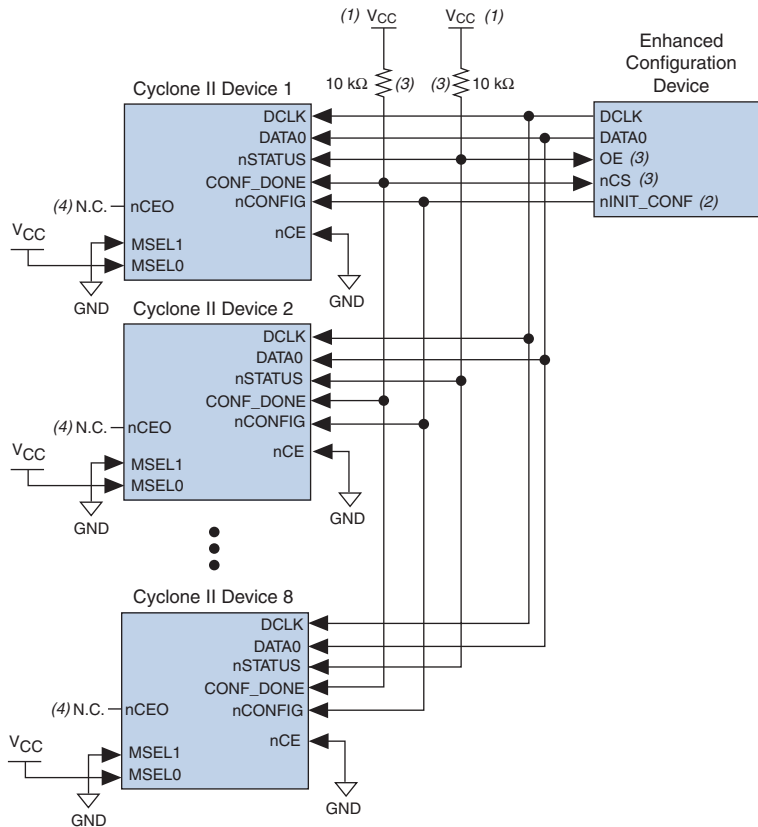 (1) VCC
VCC (1)
10 kΩ (3)
(3) 10 kΩ
Enhanced
Configuration
Device
DCLK
DATA0
OE (3)
nCS (3)
nINIT_CONF (2)
Cyclone II Device 1
DCLK
DATA0
nSTATUS
CONF_DONE
nCONFIG
nCE
(4) N.C.
nCEO
MSEL1
MSEL0
VCC
GND
GND
Cyclone II Device 2
DCLK
DATA0
nSTATUS
CONF_DONE
nCONFIG
nCE
(4) N.C.
nCEO
MSEL1
MSEL0
VCC
GND
GND
Cyclone II Device 8
DCLK
DATA0
nSTATUS
CONF_DONE
nCONFIG
nCE
(4) N.C.
nCEO
MSEL1
MSEL0
VCC
GND
GND